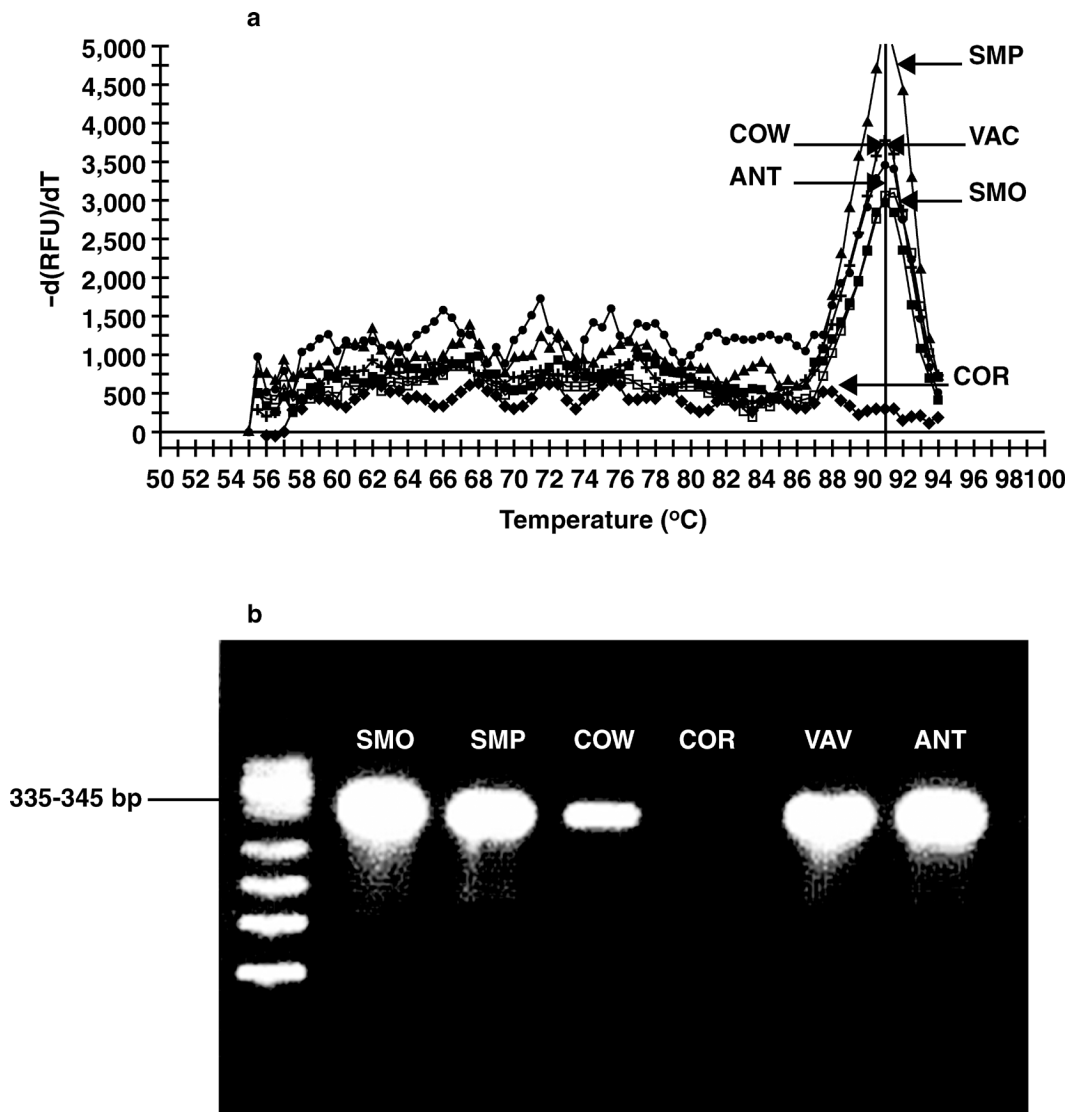 a
5,000
4,500
4,000
3,500
3,000
2,500
2,000
1,500
1,000
500
0
–d(RFU)/dT
SMP
COW
VAC
ANT
SMO
COR
50 52 54 56 58 60 62 64 66 68 70 72 74 76 78 80 82 84 86 88 90 92 94 96 98 100
Temperature (°C)
b
SMO SMP COW COR VAV ANT
335-345 bp